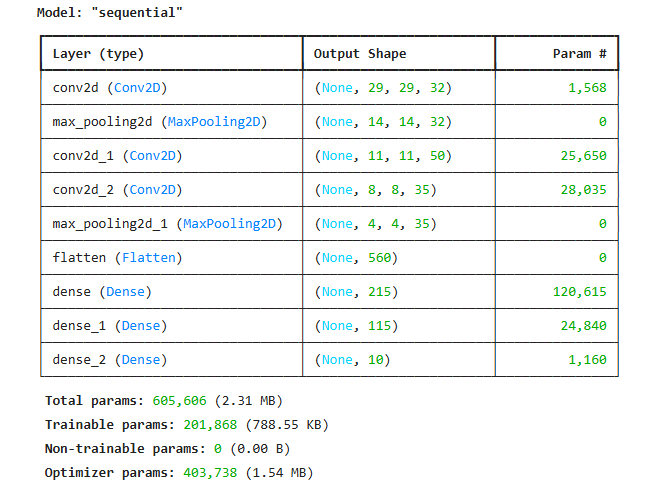 Model: "sequential"
Layer (type) Output Shape Param #
conv2d (Conv2D) (None, 29, 29, 32) 1,568
max_pooling2d (MaxPooling2D) (None, 14, 14, 32) 0
conv2d_1 (Conv2D) (None, 11, 11, 50) 25,650
conv2d_2 (Conv2D) (None, 8, 8, 35) 28,035
max_pooling2d_1 (MaxPooling2D) (None, 4, 4, 35) 0
flatten (Flatten) (None, 560) 0
dense (Dense) (None, 215) 120,615
dense_1 (Dense) (None, 115) 24,840
dense_2 (Dense) (None, 10) 1,160
Total params: 605,606 (2.31 MB)
Trainable params: 201,868 (788.55 KB)
Non-trainable params: 0 (0.00 B)
Optimizer params: 403,738 (1.54 MB)